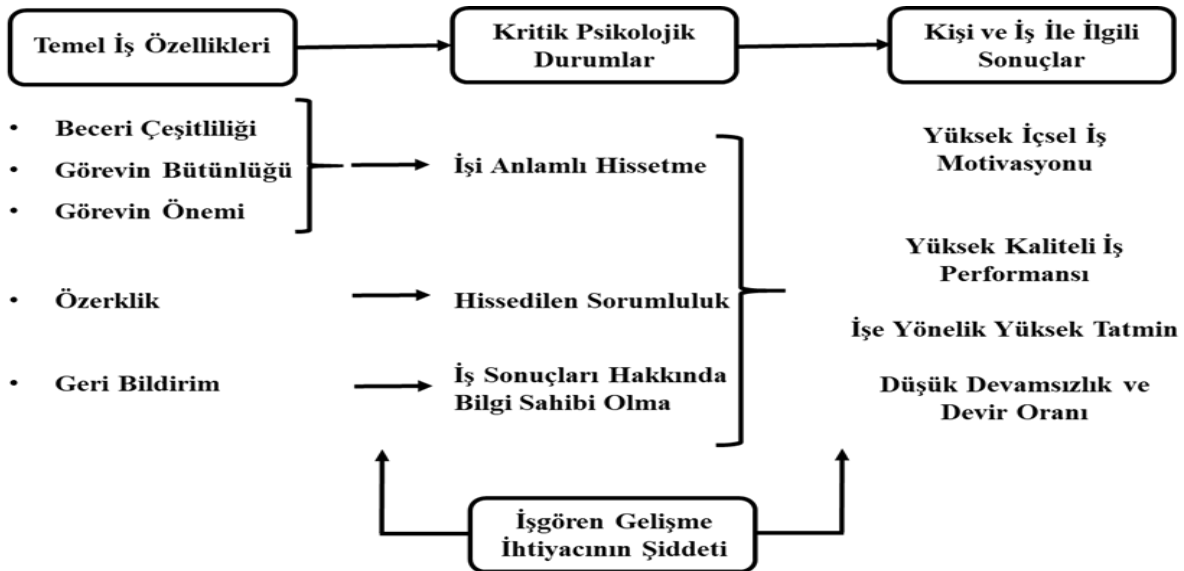 Temel İş Özellikleri
Kritik Psikolojik
Durumlar
Kişi ve İş İle İlgili
Sonuçlar
• Beceri Çeşitliliği
• Görevin Bütünlüğü
• Görevin Önemi
İşi Anlamlı Hissetme
Yüksek İçsel İş
Motivasyonu
Yüksek Kaliteli İş
Performansı
• Özerklik
Hissedilen Sorumluluk
İşe Yönelik Yüksek Tatmin
• Geri Bildirim
İş Sonuçları Hakkında
Bilgi Sahibi Olma
Düşük Devamsızlık ve
Devir Oranı
İşgören Gelişme
İhtiyacının Şiddeti